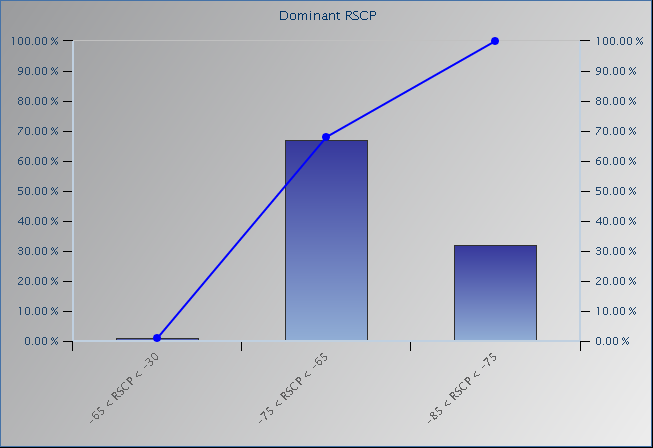 Dominant RSCP
100.00 % 100.00 %
90.00 % 90.00 %
80.00 % 80.00 %
70.00 % 70.00 %
60.00 % 60.00 %
50.00 % 50.00 %
40.00 % 40.00 %
30.00 % 30.00 %
20.00 % 20.00 %
10.00 % 10.00 %
0.00 % 0.00 %
-65 < RSCP < -30
-75 < RSCP < -65
-85 < RSCP < -75